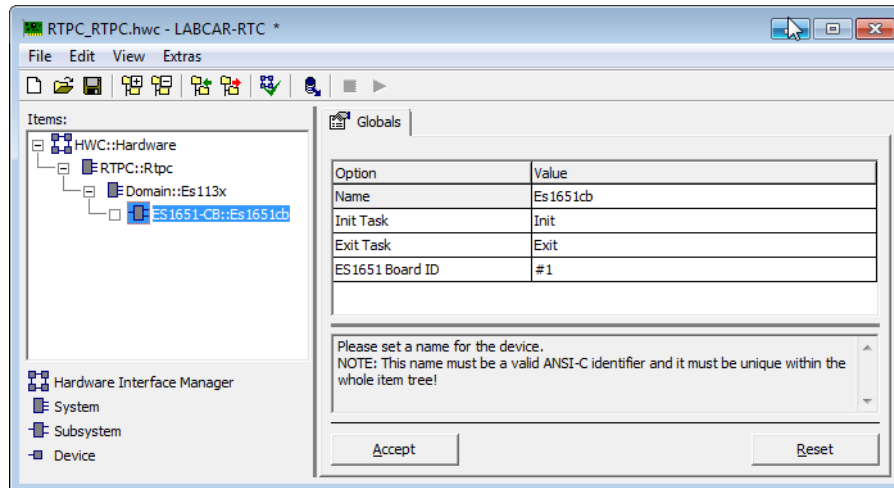 RTPC_RTPC.hwc - LABCAR-RTC *
File Edit View Extras
Items:
HWC::Hardware
RTPC::Rtpc
Domain::Es113x
ES1651-CB::Es1651cb
Hardware Interface Manager
System
Subsystem
Device
Globals
Option Value
Name Es1651cb
Init Task Init
Exit Task Exit
ES1651 Board ID #1
Please set a name for the device.
NOTE: This name must be a valid ANSI-C identifier and it must be unique within the
whole item tree!
Accept Reset